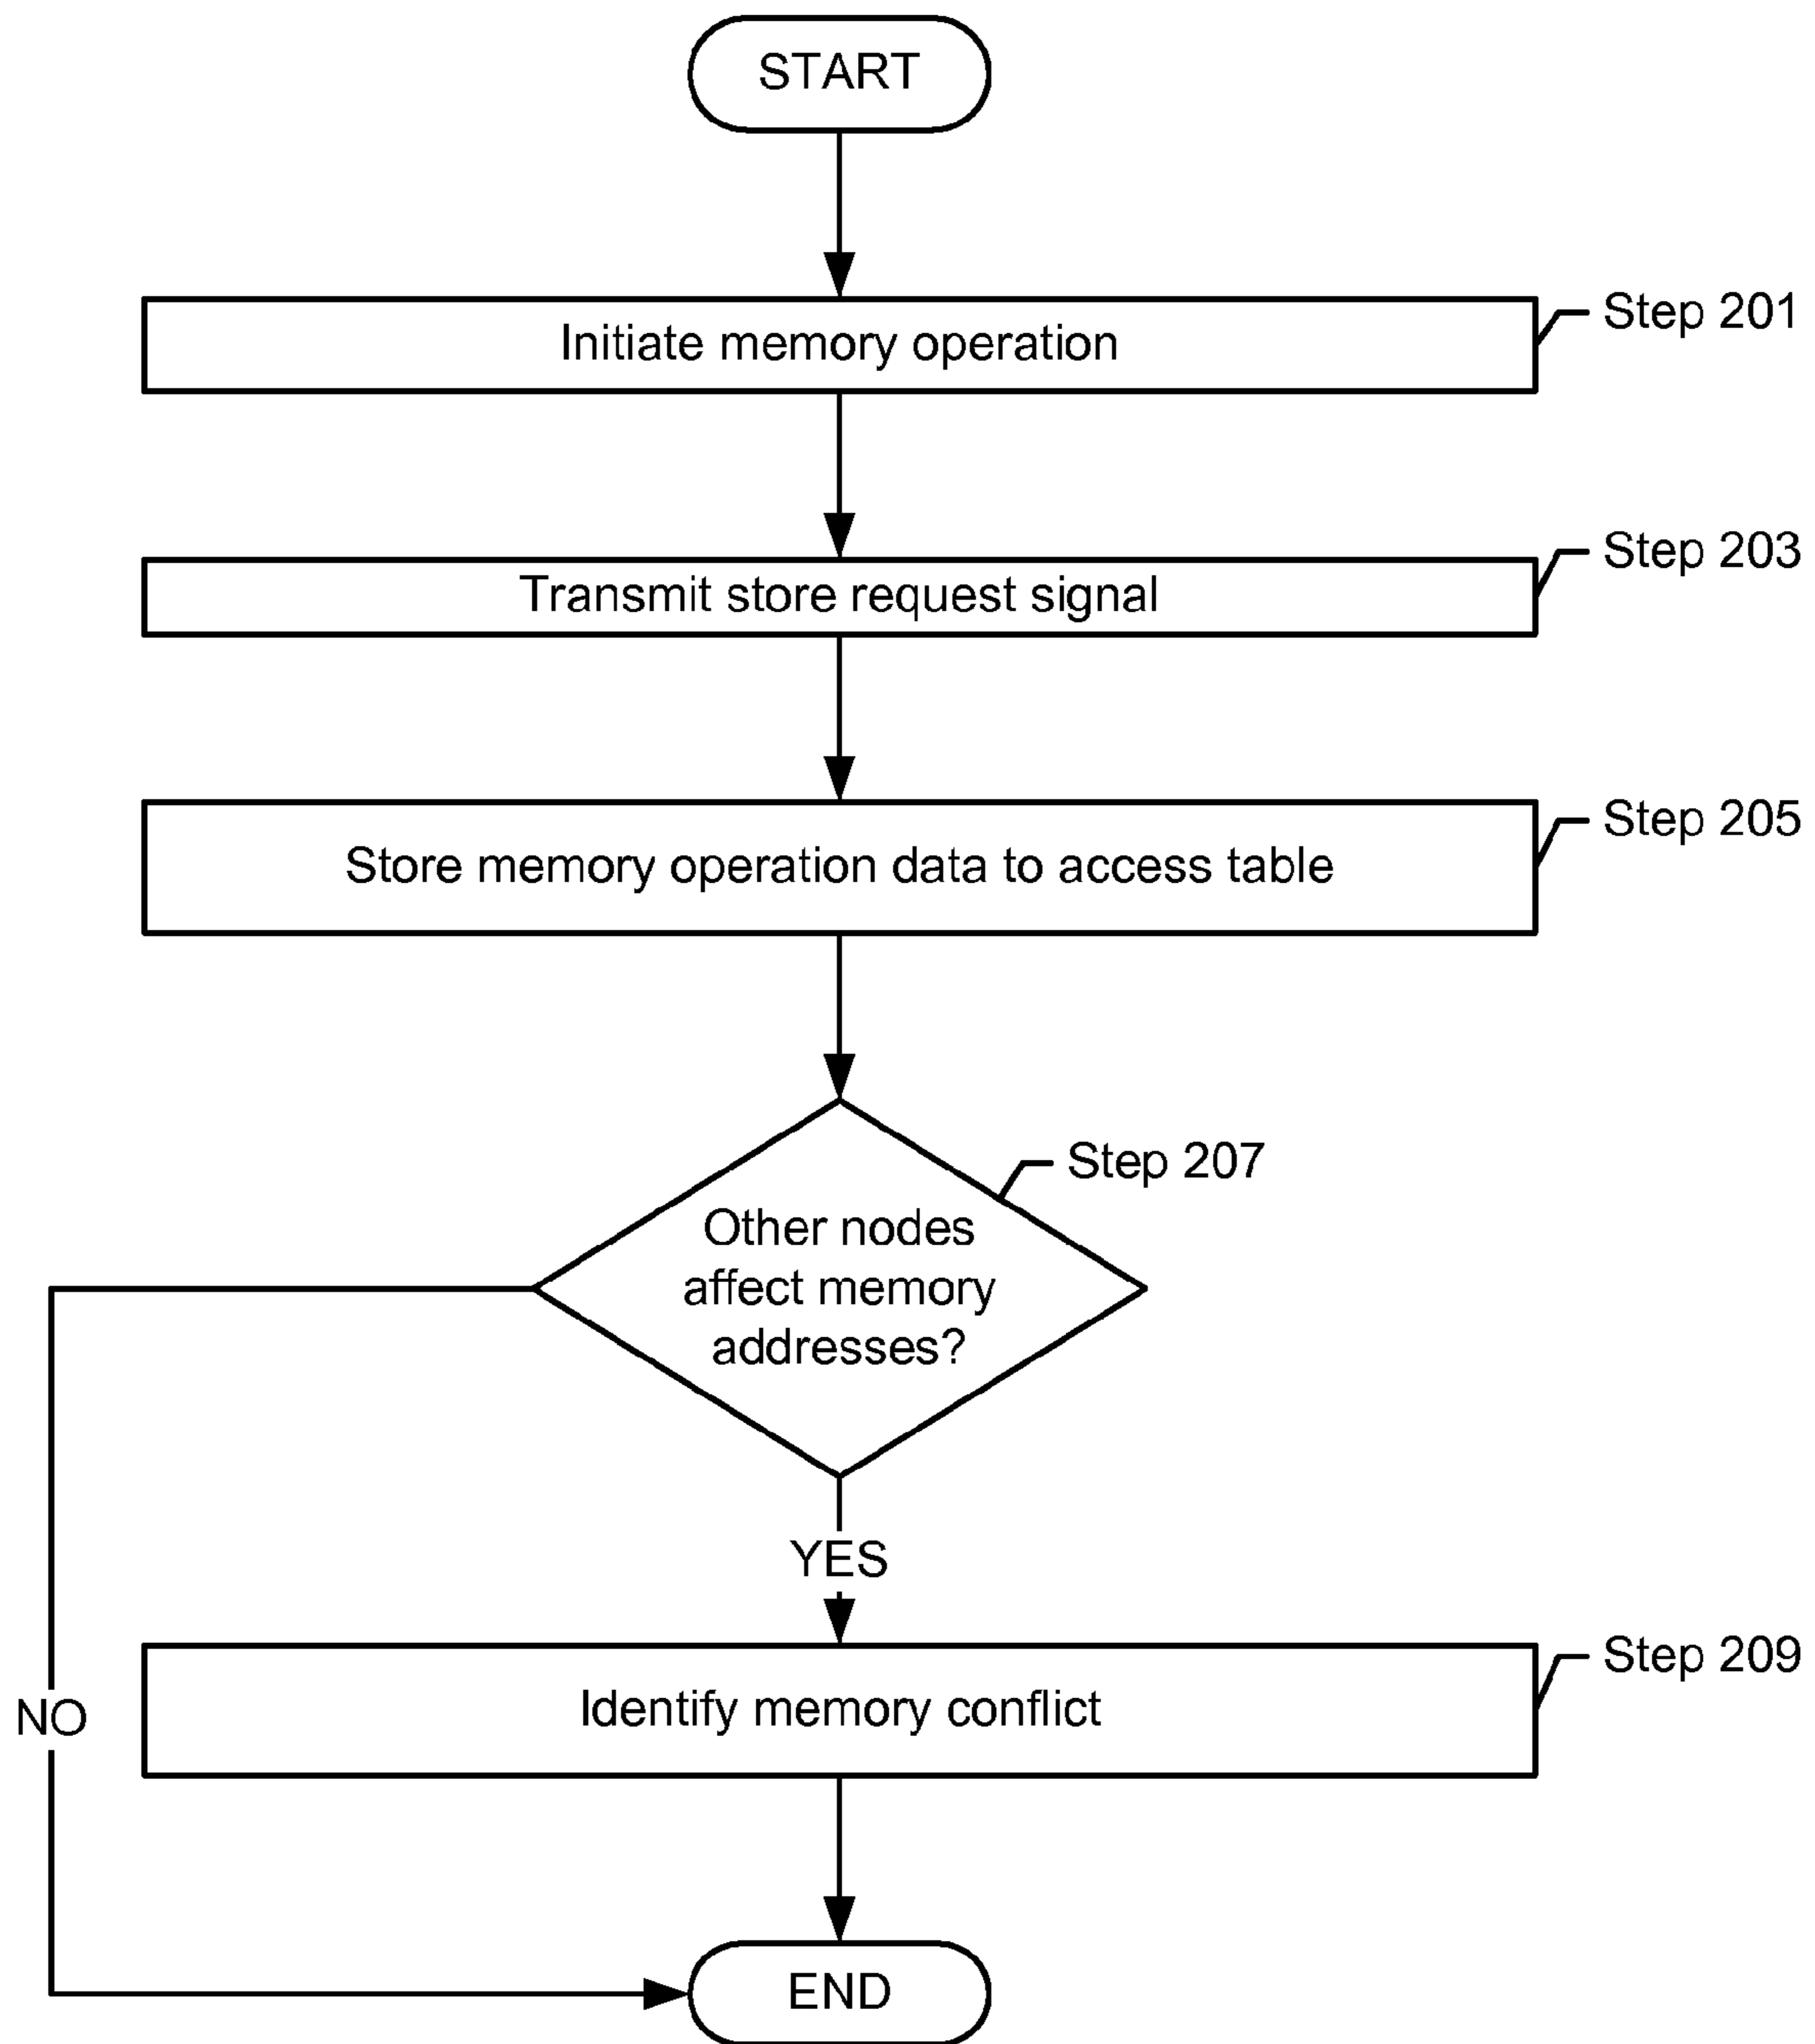 START
Initiate memory operation
Step 201
Transmit store request signal
Step 203
Store memory operation data to access table
Step 205
Step 207
Other nodes
affect memory
addresses?
YES
NO
Identify memory conflict
Step 209
END